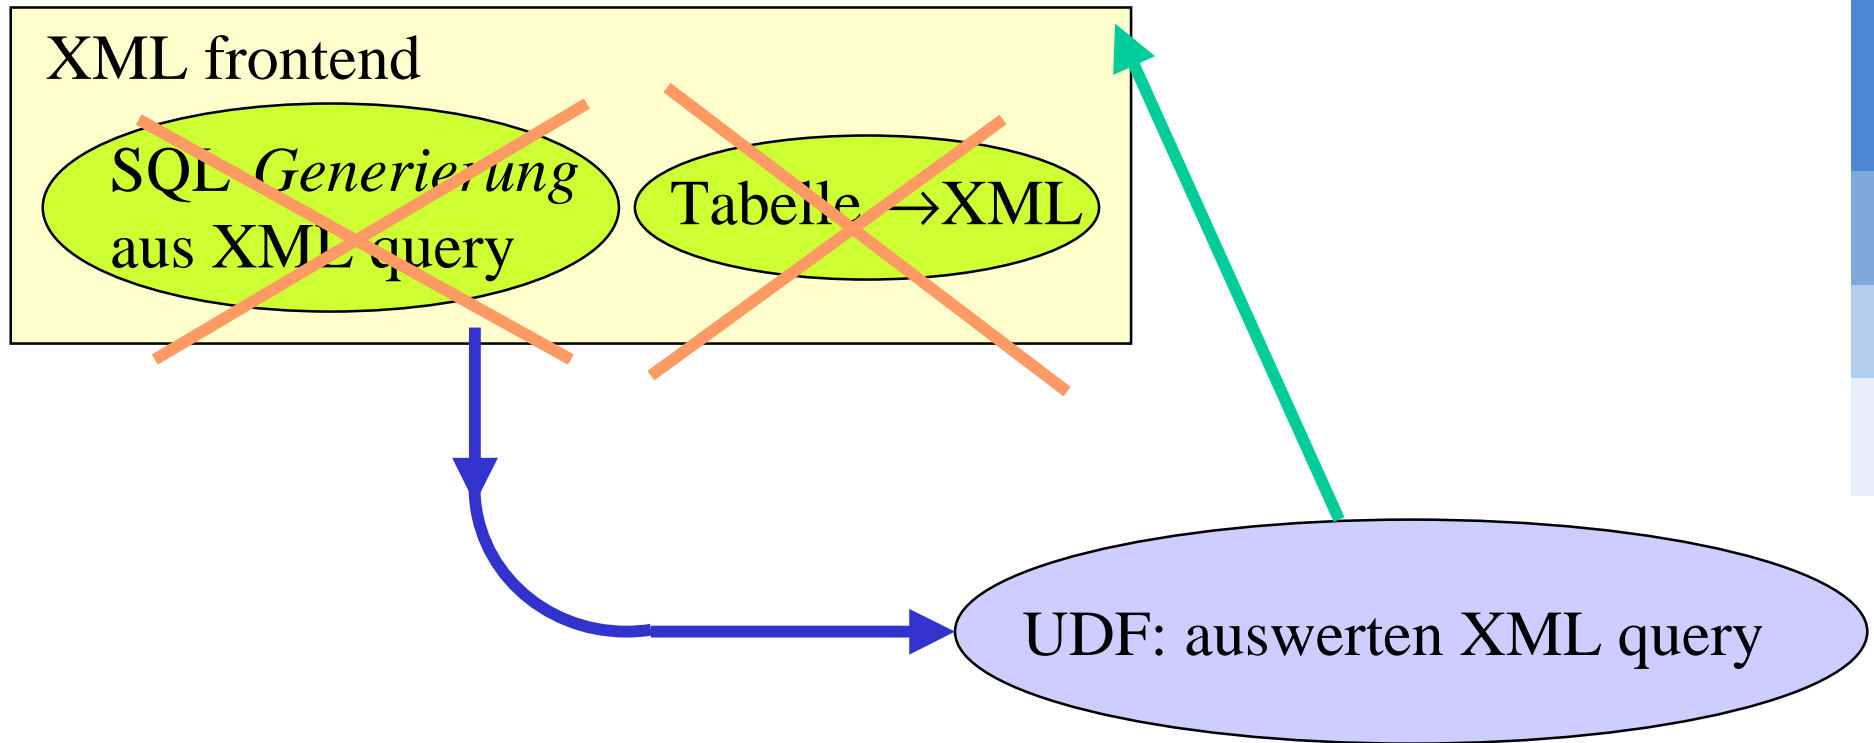 XML frontend
SQL Generierung
aus XML query
Tabelle →XML
UDF: auswerten XML query